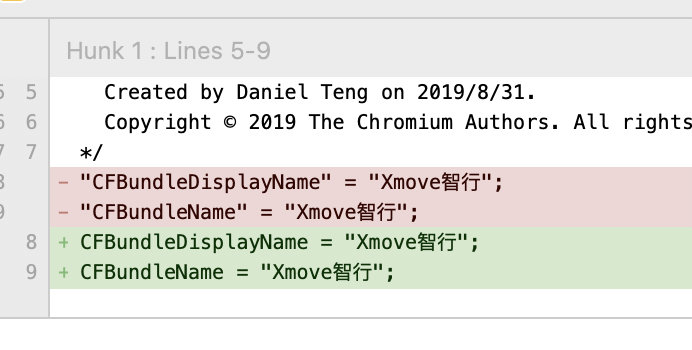 Hunk 1 : Lines 5-9
5 5 Created by Daniel Teng on 2019/8/31.
6 6 Copyright © 2019 The Chromium Authors. All rights
7 7 */
8 - "CFBundleDisplayName" = "Xmove智行";
9 - "CFBundleName" = "Xmove智行";
8 + CFBundleDisplayName = "Xmove智行";
9 + CFBundleName = "Xmove智行";